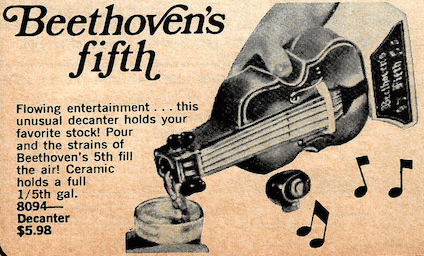 Beethoven's
fifth
Flowing entertainment . . . this
unusual decanter holds your
favorite stock! Pour
and the strains of
Beethoven's 5th fill
the air! Ceramic
holds a full
1/5th gal.
8094—
Decanter
$5.98
Beethoven's
Fifth